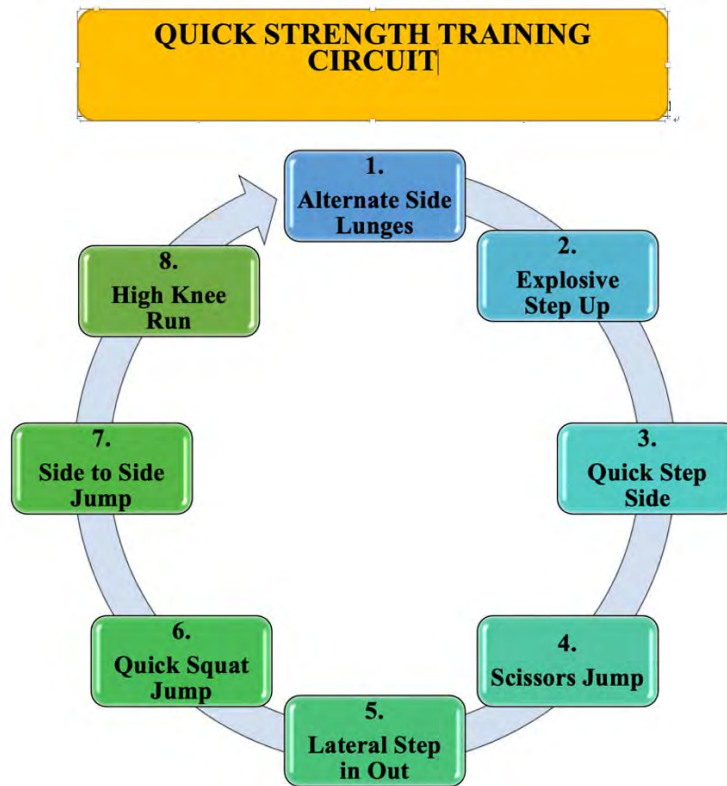 QUICK STRENGTH TRAINING
CIRCUIT
1.
Alternate Side
Lunges
2.
Explosive
Step Up
3.
Quick Step
Side
4.
Scissors Jump
5.
Lateral Step
in Out
6.
Quick Squat
Jump
7.
Side to Side
Jump
8.
High Knee
Run